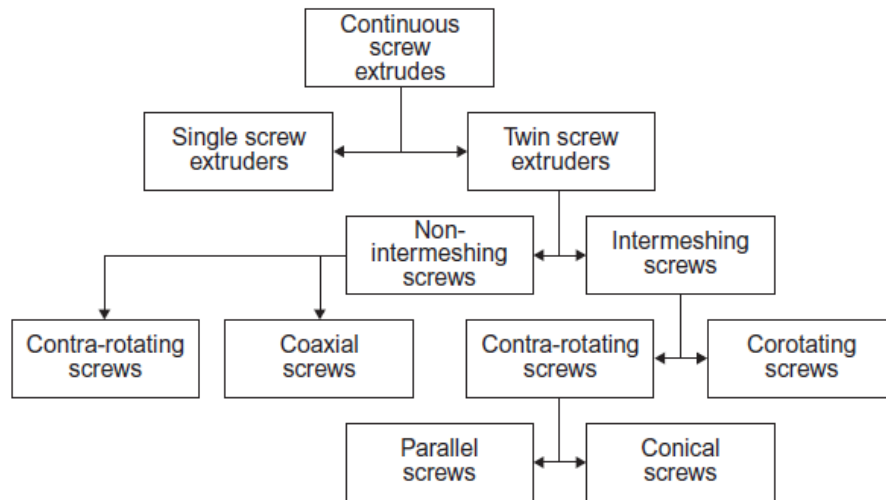 Continuous
screw
extrudes
Single screw
extruders
Twin screw
extruders
Non-
intermeshing
screws
Intermeshing
screws
Contra-rotating
screws
Coaxial
screws
Contra-rotating
screws
Corotating
screws
Parallel
screws
Conical
screws